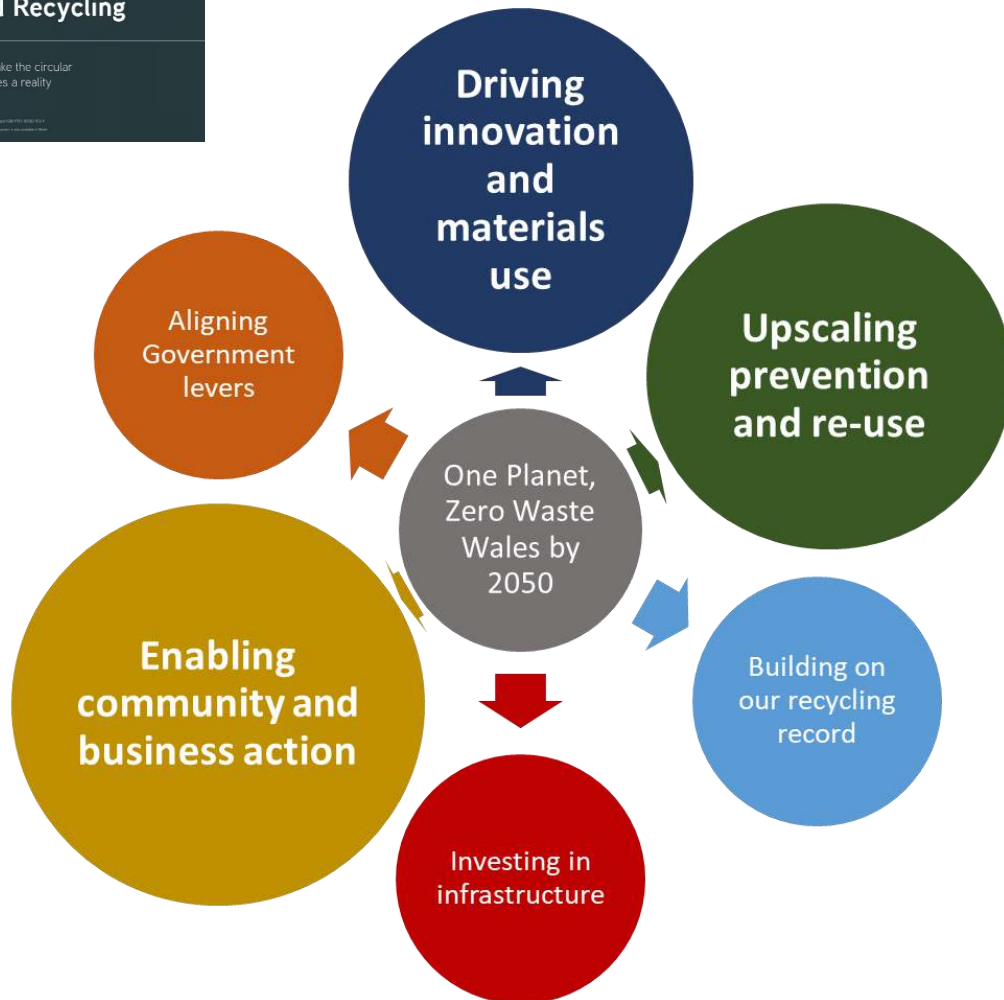 Recycling
ke the circular
es a reality
Driving
innovation
and
materials
use
Aligning
Government
levers
Upscaling
prevention
and re-use
One Planet,
Zero Waste
Wales by
2050
Enabling
community and
business action
Building on
our recycling
record
Investing in
infrastructure